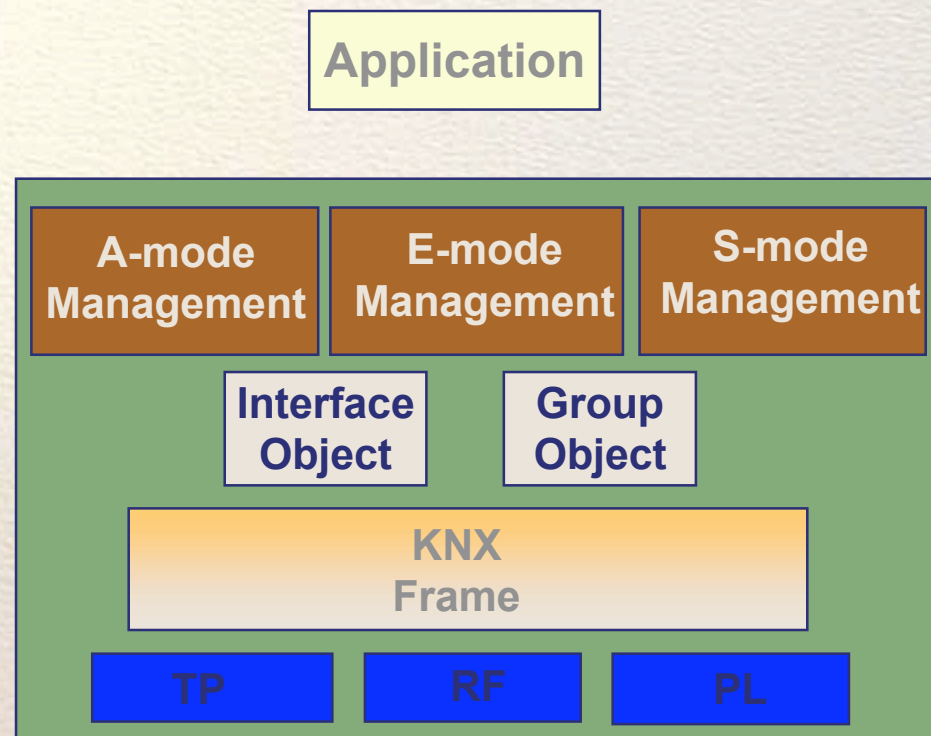 Application
A-mode
Management
E-mode
Management
S-mode
Management
Interface
Object
Group
Object
KNX
Frame
TP
RF
PL